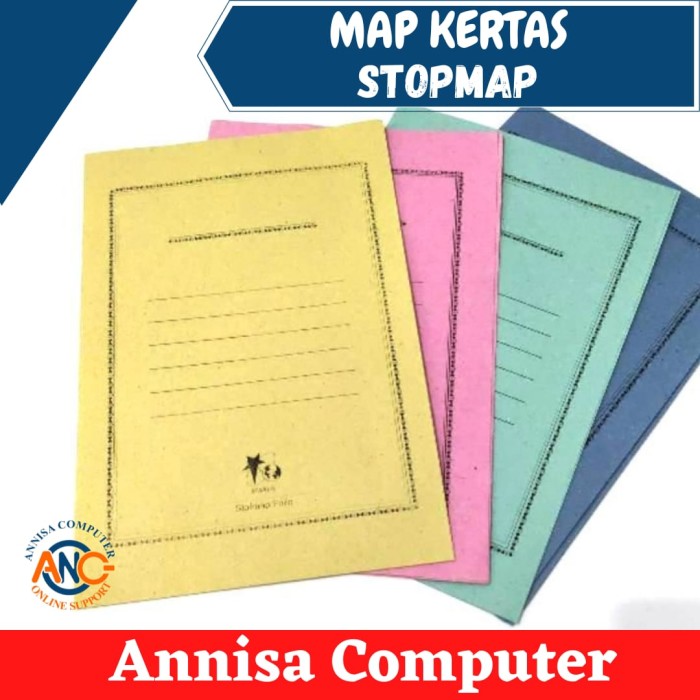 MAP KERTAS
STOPMAP
ANNISA COMPUTER
ANC
ONLINE SUPPORT
Annisa Computer